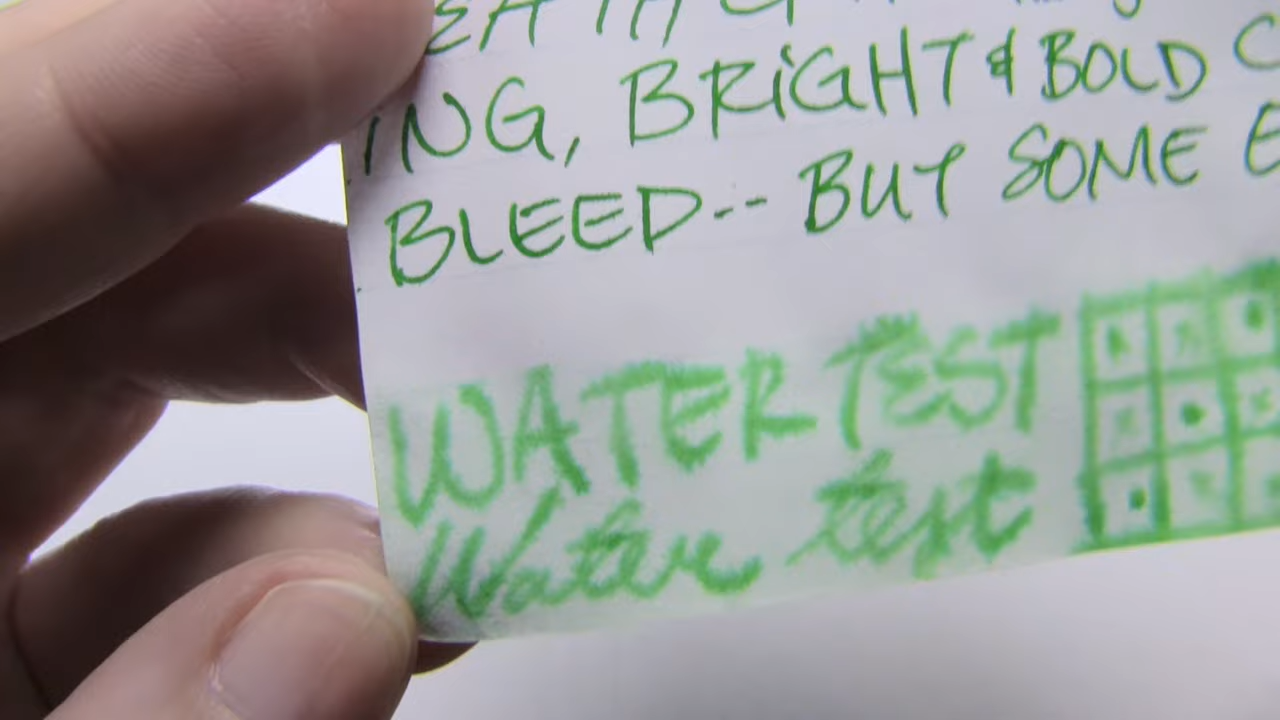 ING, BRiGHT & BOLD
BLEED-- BUT SOME
WATER TEST
Water test